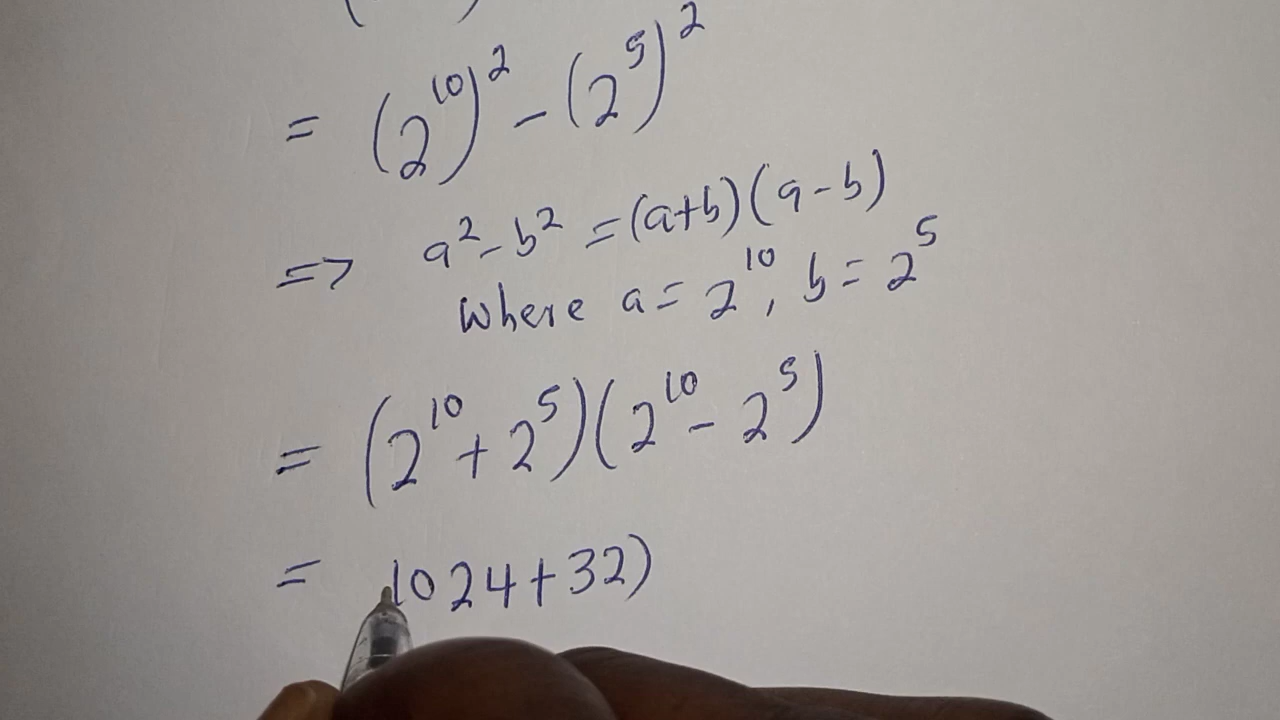 = (2^10)^2 - (2^5)^2
=> a^2 - b^2 = (a+b)(a-b)
Where a = 2^10, b = 2^5
= (2^10 + 2^5)(2^10 - 2^5)
= 1024+32)